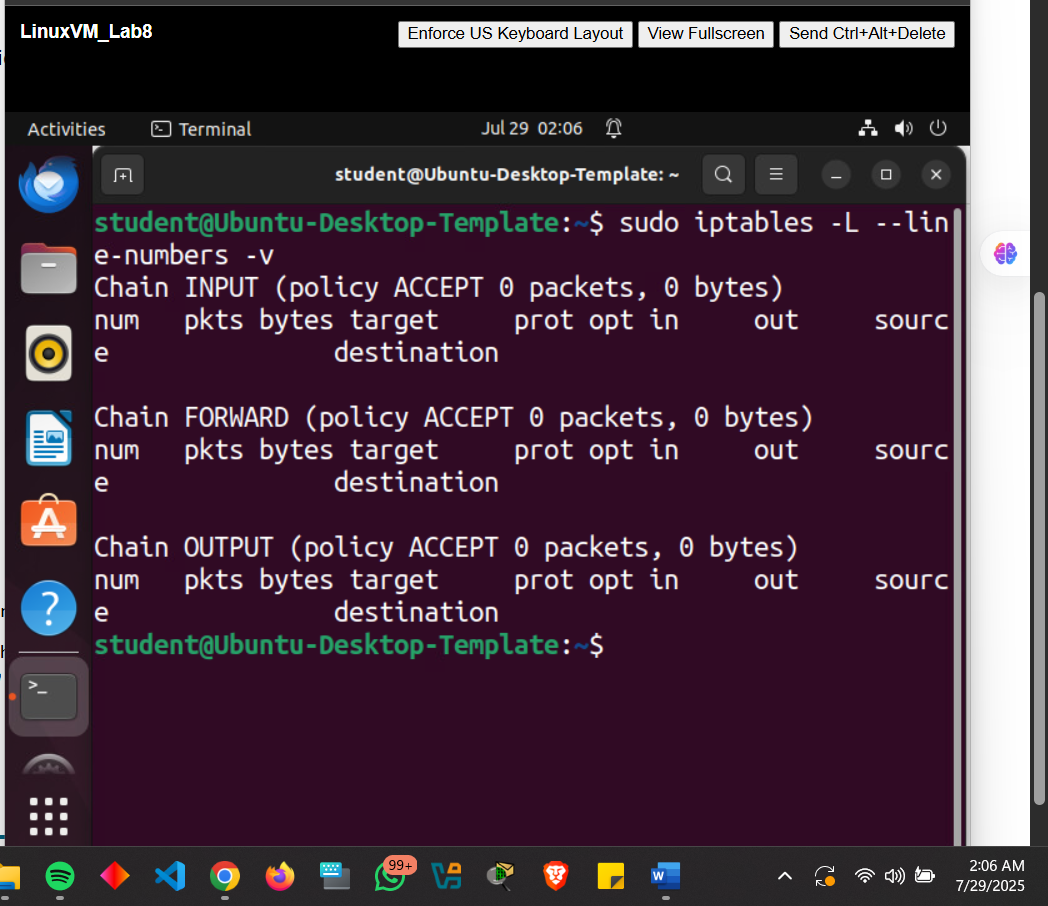 LinuxVM_Lab8
Enforce US Keyboard Layout
View Fullscreen
Send Ctrl+Alt+Delete
Activities
Terminal
Jul 29 02:06
student@Ubuntu-Desktop-Template: ~
student@Ubuntu-Desktop-Template:~$ sudo iptables -L --lin
e-numbers -v
Chain INPUT (policy ACCEPT 0 packets, 0 bytes)
num   pkts bytes target     prot opt in     out     sourc
e               destination
Chain FORWARD (policy ACCEPT 0 packets, 0 bytes)
num   pkts bytes target     prot opt in     out     sourc
e               destination
Chain OUTPUT (policy ACCEPT 0 packets, 0 bytes)
num   pkts bytes target     prot opt in     out     sourc
e               destination
student@Ubuntu-Desktop-Template:~$
99+
2:06 AM
7/29/2025